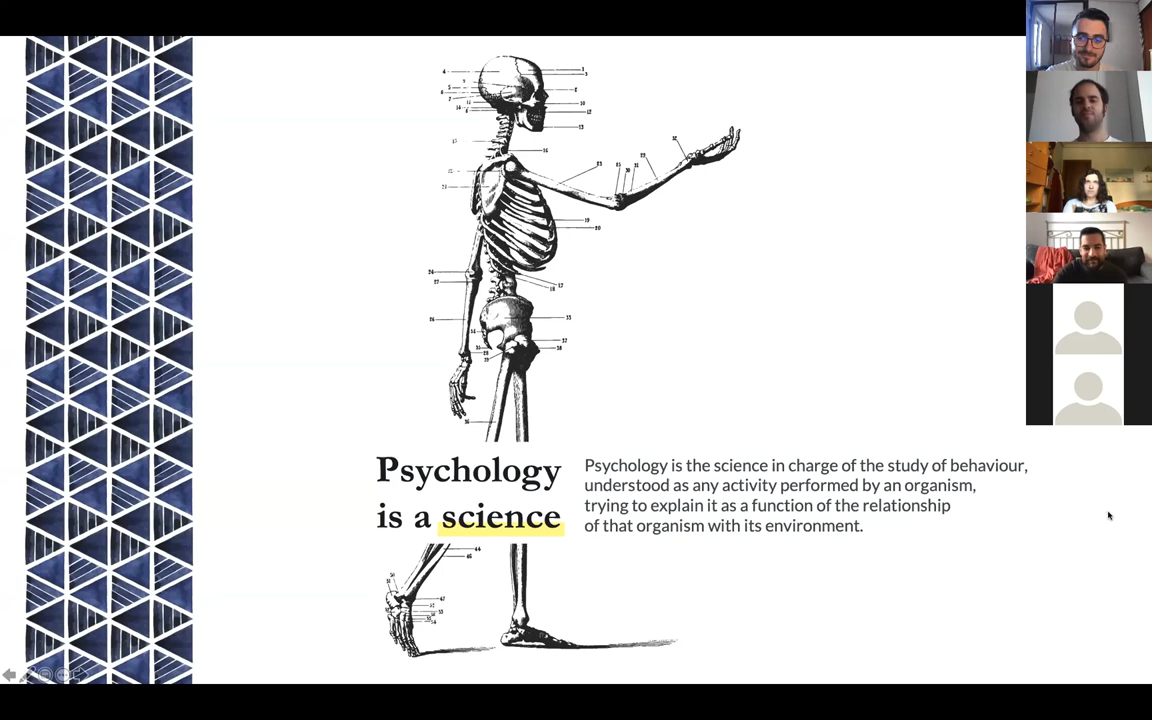 Psychology
is a science
Psychology is the science in charge of the study of behaviour,
understood as any activity performed by an organism,
trying to explain it as a function of the relationship
of that organism with its environment.